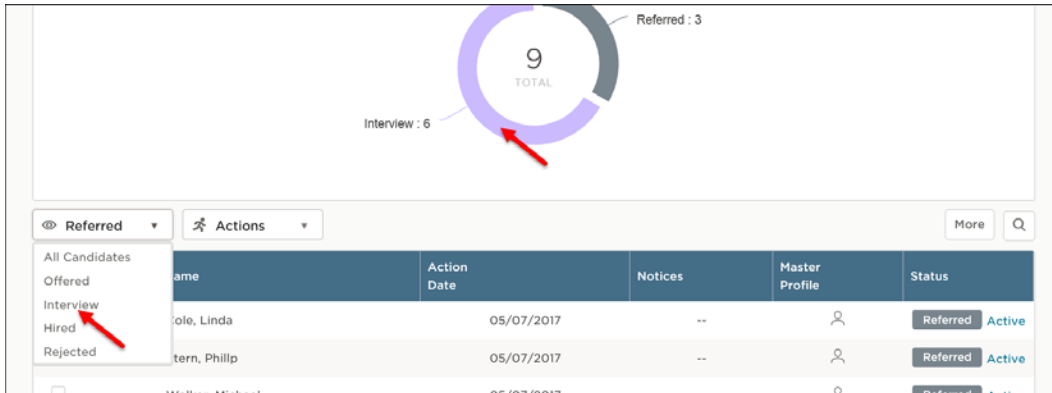 Referred : 3
9
TOTAL
Interview : 6
Referred
Actions
More
All Candidates
Offered
Interview
Hired
Rejected
ame
Action
Date
Notices
Master
Profile
Status
ole, Linda
05/07/2017
--
Referred
Active
tern, Phillp
05/07/2017
--
Referred
Active